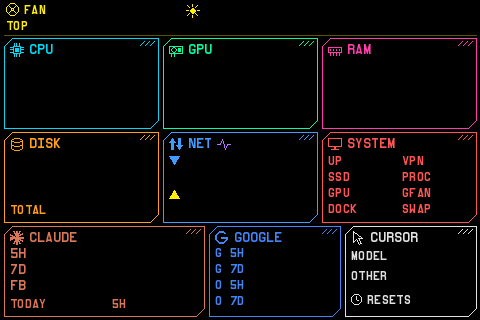 FAN
TOP
CPU
GPU
RAM
DISK
TOTAL
NET
SYSTEM
UP VPN
SSD PROC
GPU GFAN
DOCK SWAP
CLAUDE
5H
7D
FB
TODAY 5H
GOOGLE
G 5H
G 7D
O 5H
O 7D
CURSOR
MODEL
OTHER
RESETS